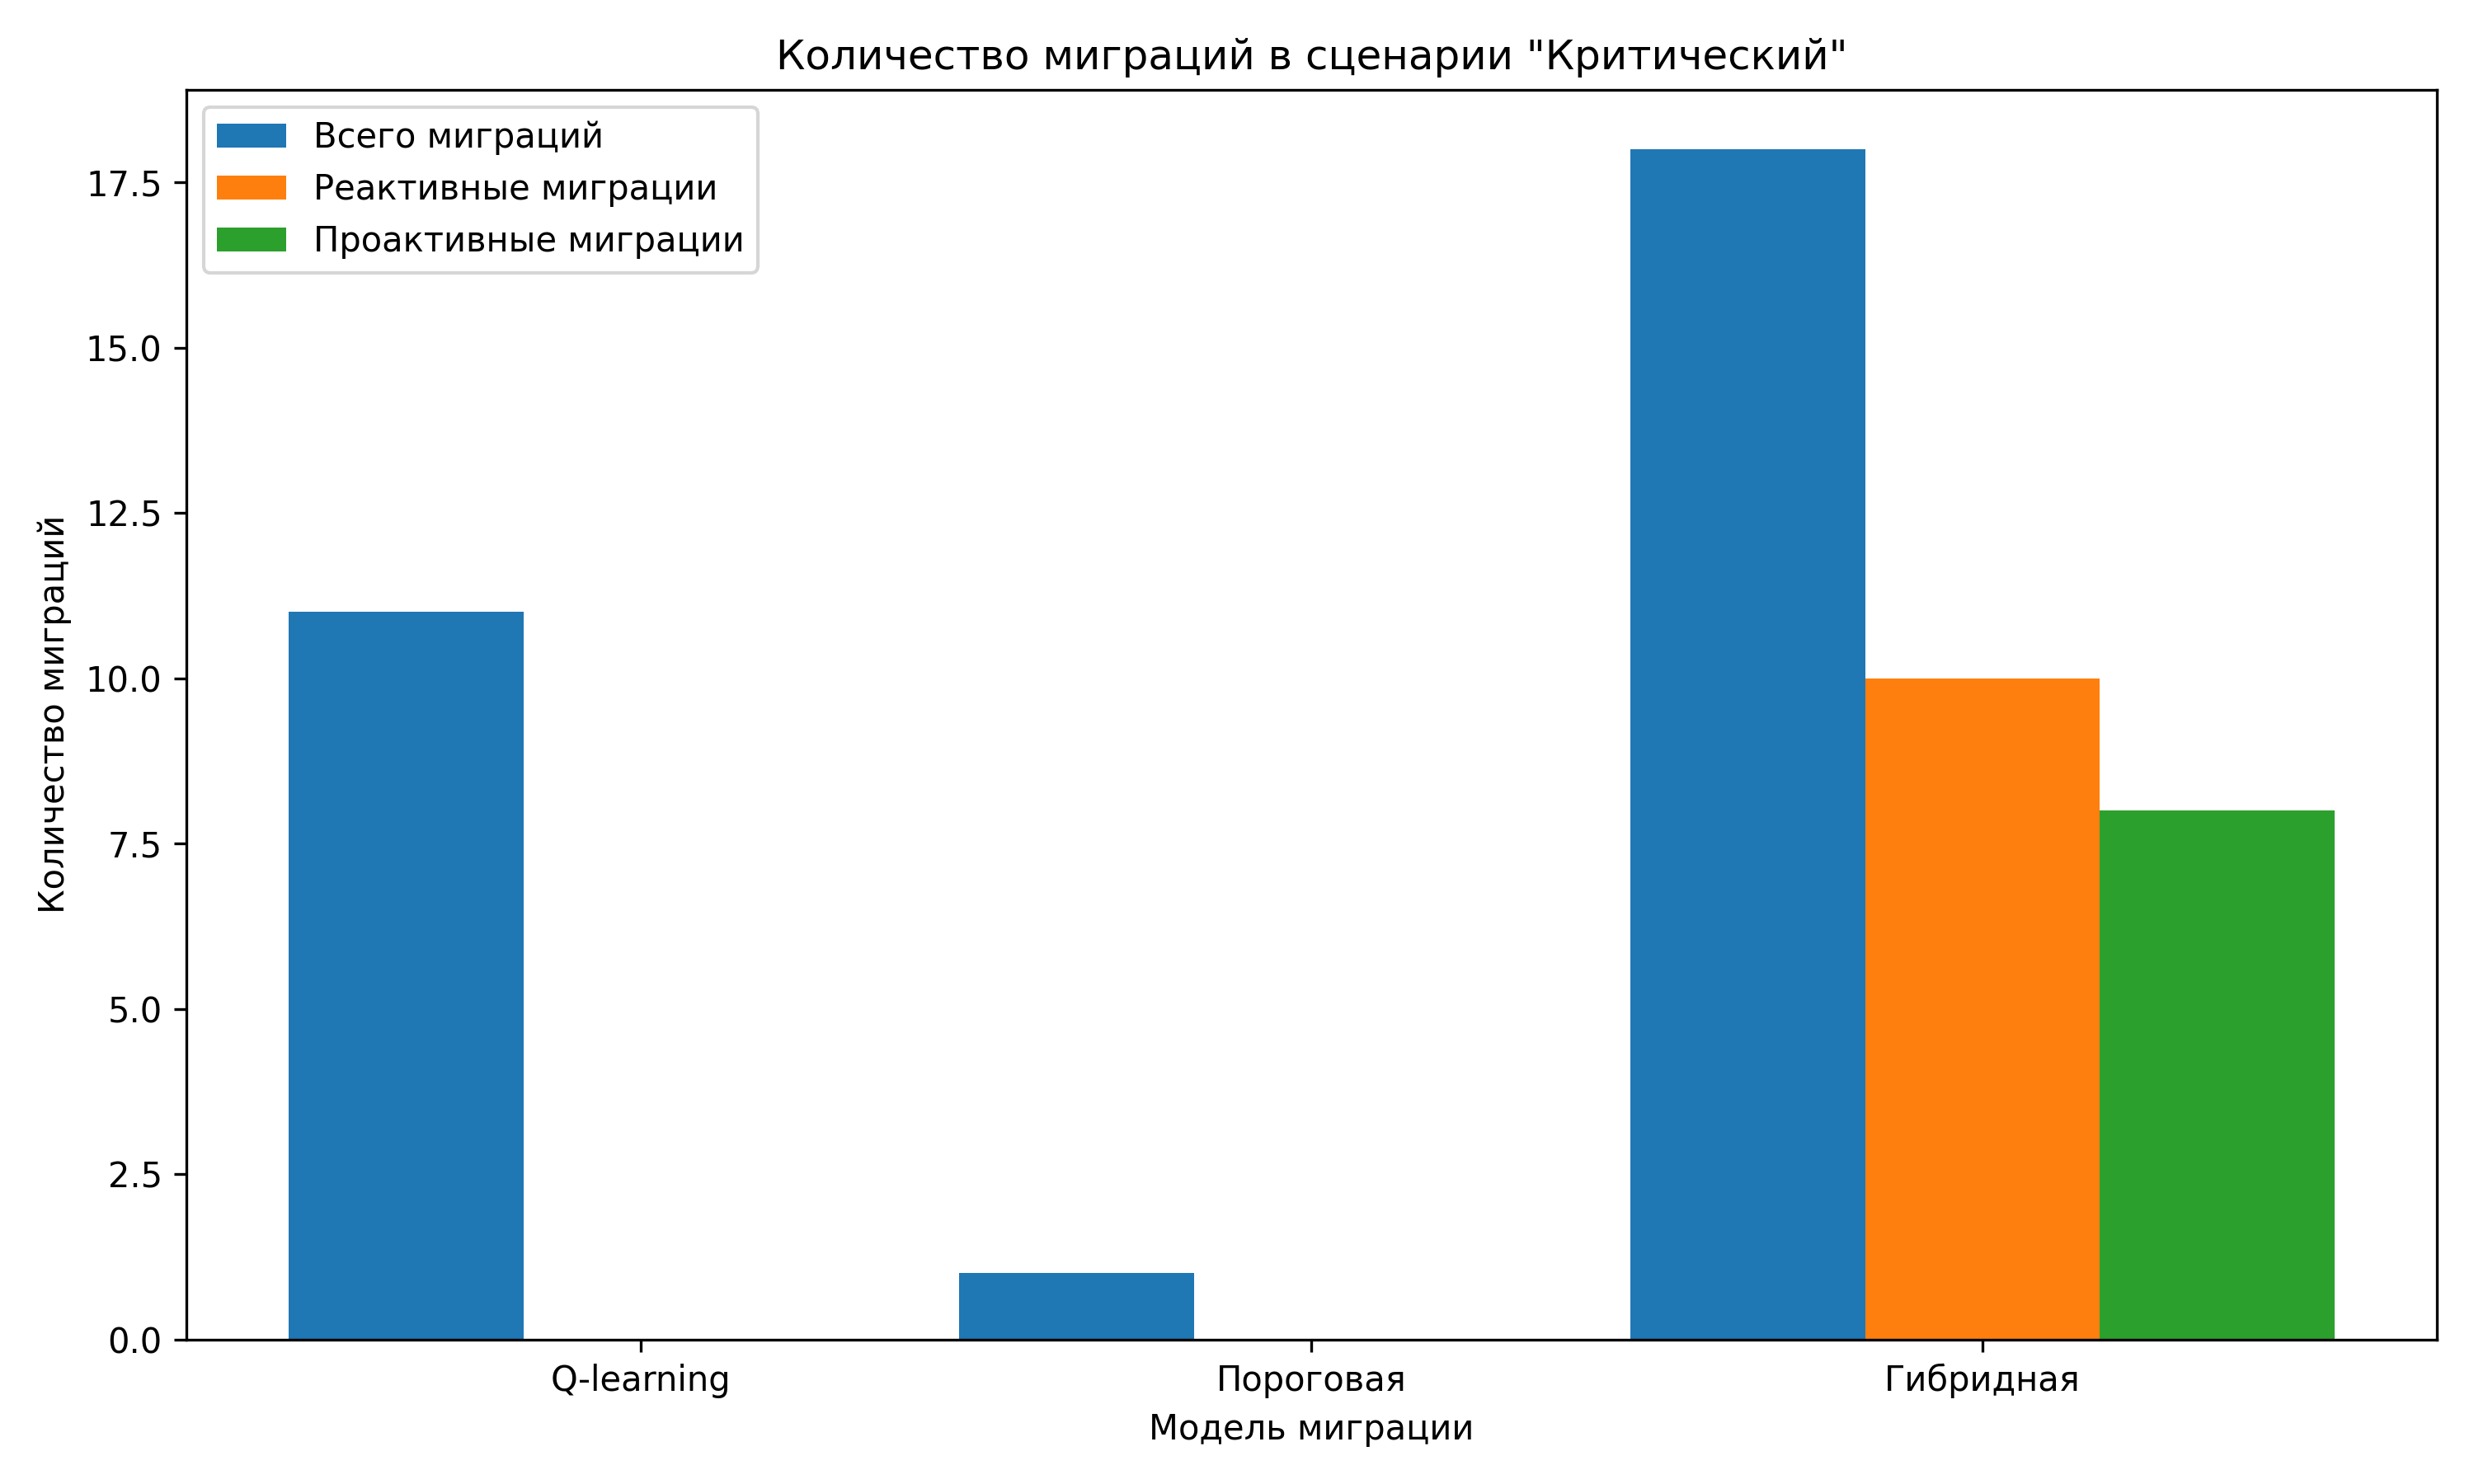 Количество миграций в сценарии "Критический"
Всего миграций
Реактивные миграции
Проактивные миграции
Количество миграций
17.5
15.0
12.5
10.0
7.5
5.0
2.5
0.0
Q-learning Пороговая Гибридная
Модель миграции